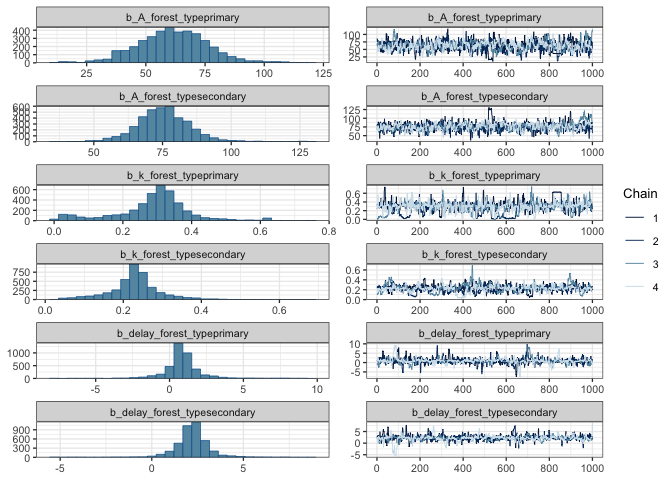 b_A_forest_typeprimary
400
300
200
100
0
25 50 75 100 125
b_A_forest_typeprimary
100
75
50
25
0 200 400 600 800 1000
b_A_forest_typesecondary
600
500
400
300
200
100
0
50 75 100 125
b_A_forest_typesecondary
125
100
75
50
0 200 400 600 800 1000
b_k_forest_typeprimary
600
400
200
0
0.0 0.2 0.4 0.6 0.8
b_k_forest_typeprimary
0.6
0.4
0.2
0.0
0 200 400 600 800 1000
b_k_forest_typesecondary
750
500
250
0
0.0 0.2 0.4 0.6
b_k_forest_typesecondary
0.6
0.4
0.2
0.0
0 200 400 600 800 1000
b_delay_forest_typeprimary
1000
500
0
-5 0 5 10
b_delay_forest_typeprimary
10
5
0
-5
0 200 400 600 800 1000
b_delay_forest_typesecondary
900
600
300
0
-5 0 5
b_delay_forest_typesecondary
5
0
-5
0 200 400 600 800 1000
Chain
1
2
3
4